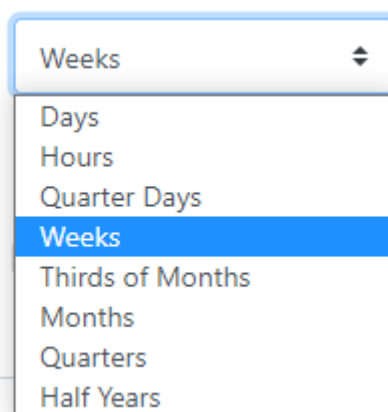 Weeks
Days
Hours
Quarter Days
Weeks
Thirds of Months
Months
Quarters
Half Years